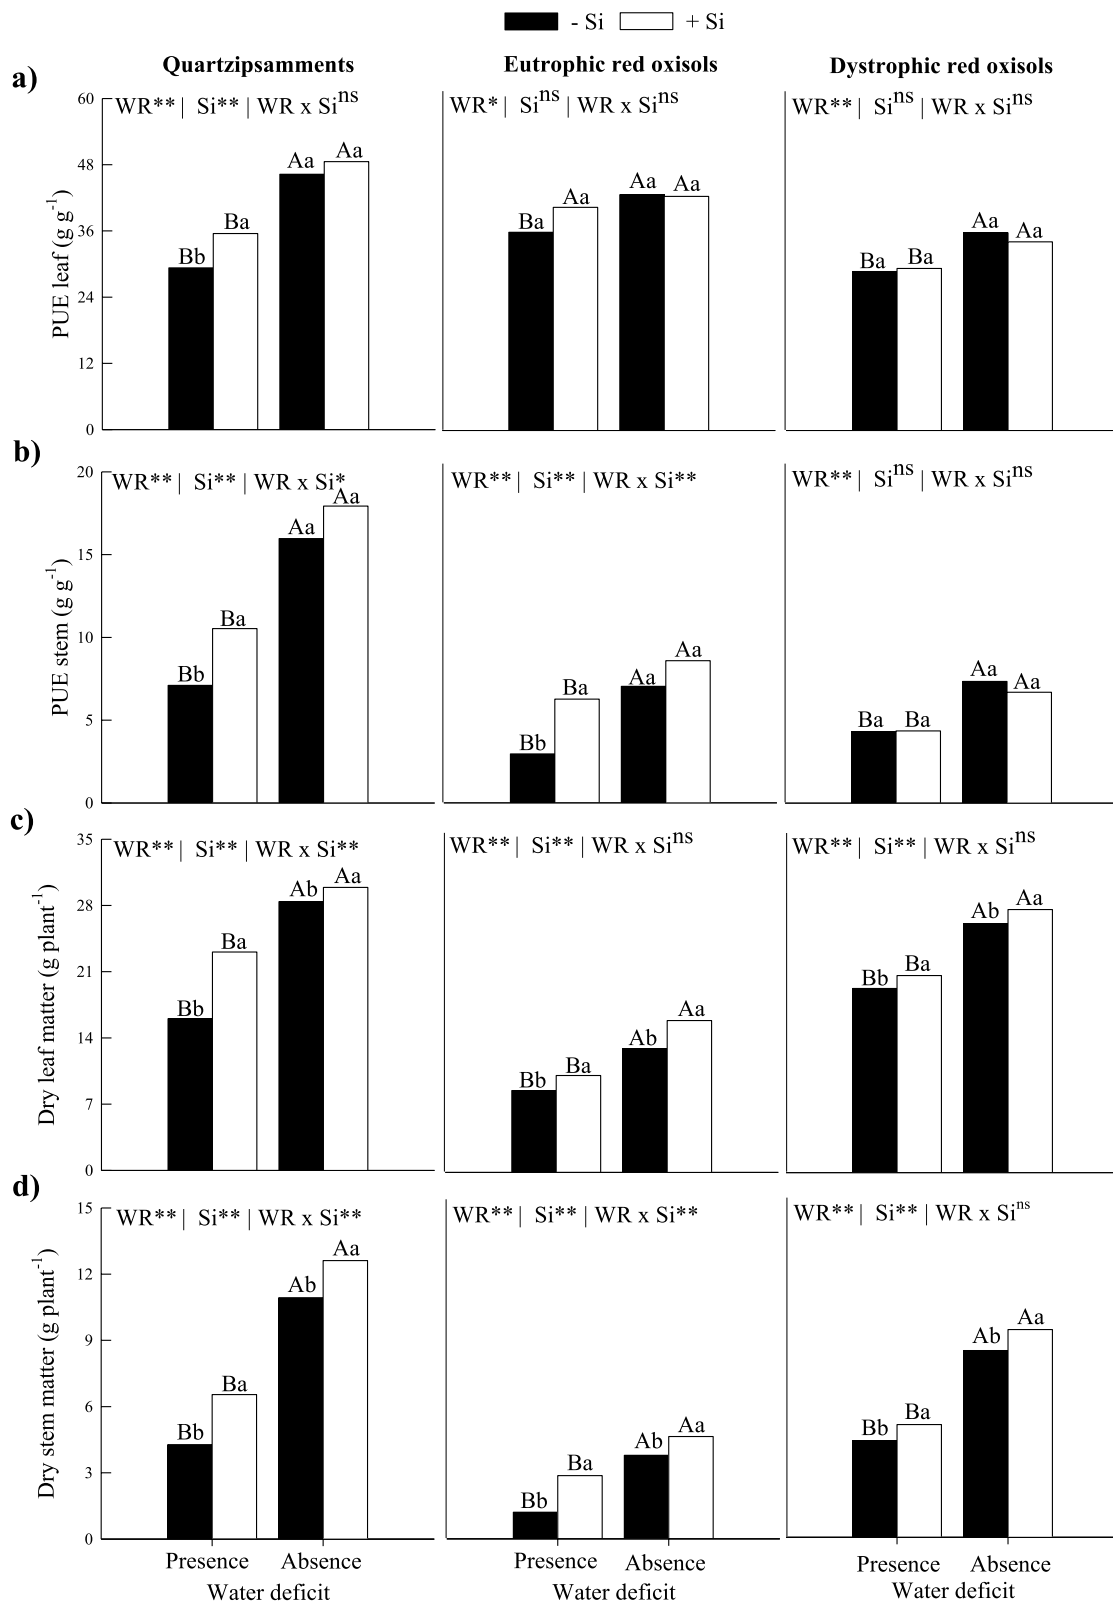 - Si + Si
Quartzipsamments Eutrophic red oxisols Dystrophic red oxisols
a)
WR** | Si** | WR x Si^ns WR* | Si^ns | WR x Si^ns WR** | Si^ns | WR x Si^ns
60
48
36
24
12
0
PUE leaf (g g^-1)
Bb Ba Aa Aa
Ba Aa Aa Aa
Ba Ba Aa Aa
b)
WR** | Si** | WR x Si* WR** | Si** | WR x Si** WR** | Si^ns | WR x Si^ns
20
15
10
5
0
PUE stem (g g^-1)
Bb Ba Aa Aa
Bb Ba Aa Aa
Ba Ba Aa Aa
c)
WR** | Si** | WR x Si** WR** | Si** | WR x Si^ns WR** | Si** | WR x Si^ns
35
28
21
14
7
0
Dry leaf matter (g plant^-1)
Bb Ba Ab Aa
Bb Ba Ab Aa
Bb Ba Ab Aa
d)
WR** | Si** | WR x Si** WR** | Si** | WR x Si** WR** | Si** | WR x Si^ns
15
12
9
6
3
0
Dry stem matter (g plant^-1)
Bb Ba Ab Aa
Bb Ba Ab Aa
Bb Ba Ab Aa
Presence Absence Presence Absence Presence Absence
Water deficit Water deficit Water deficit